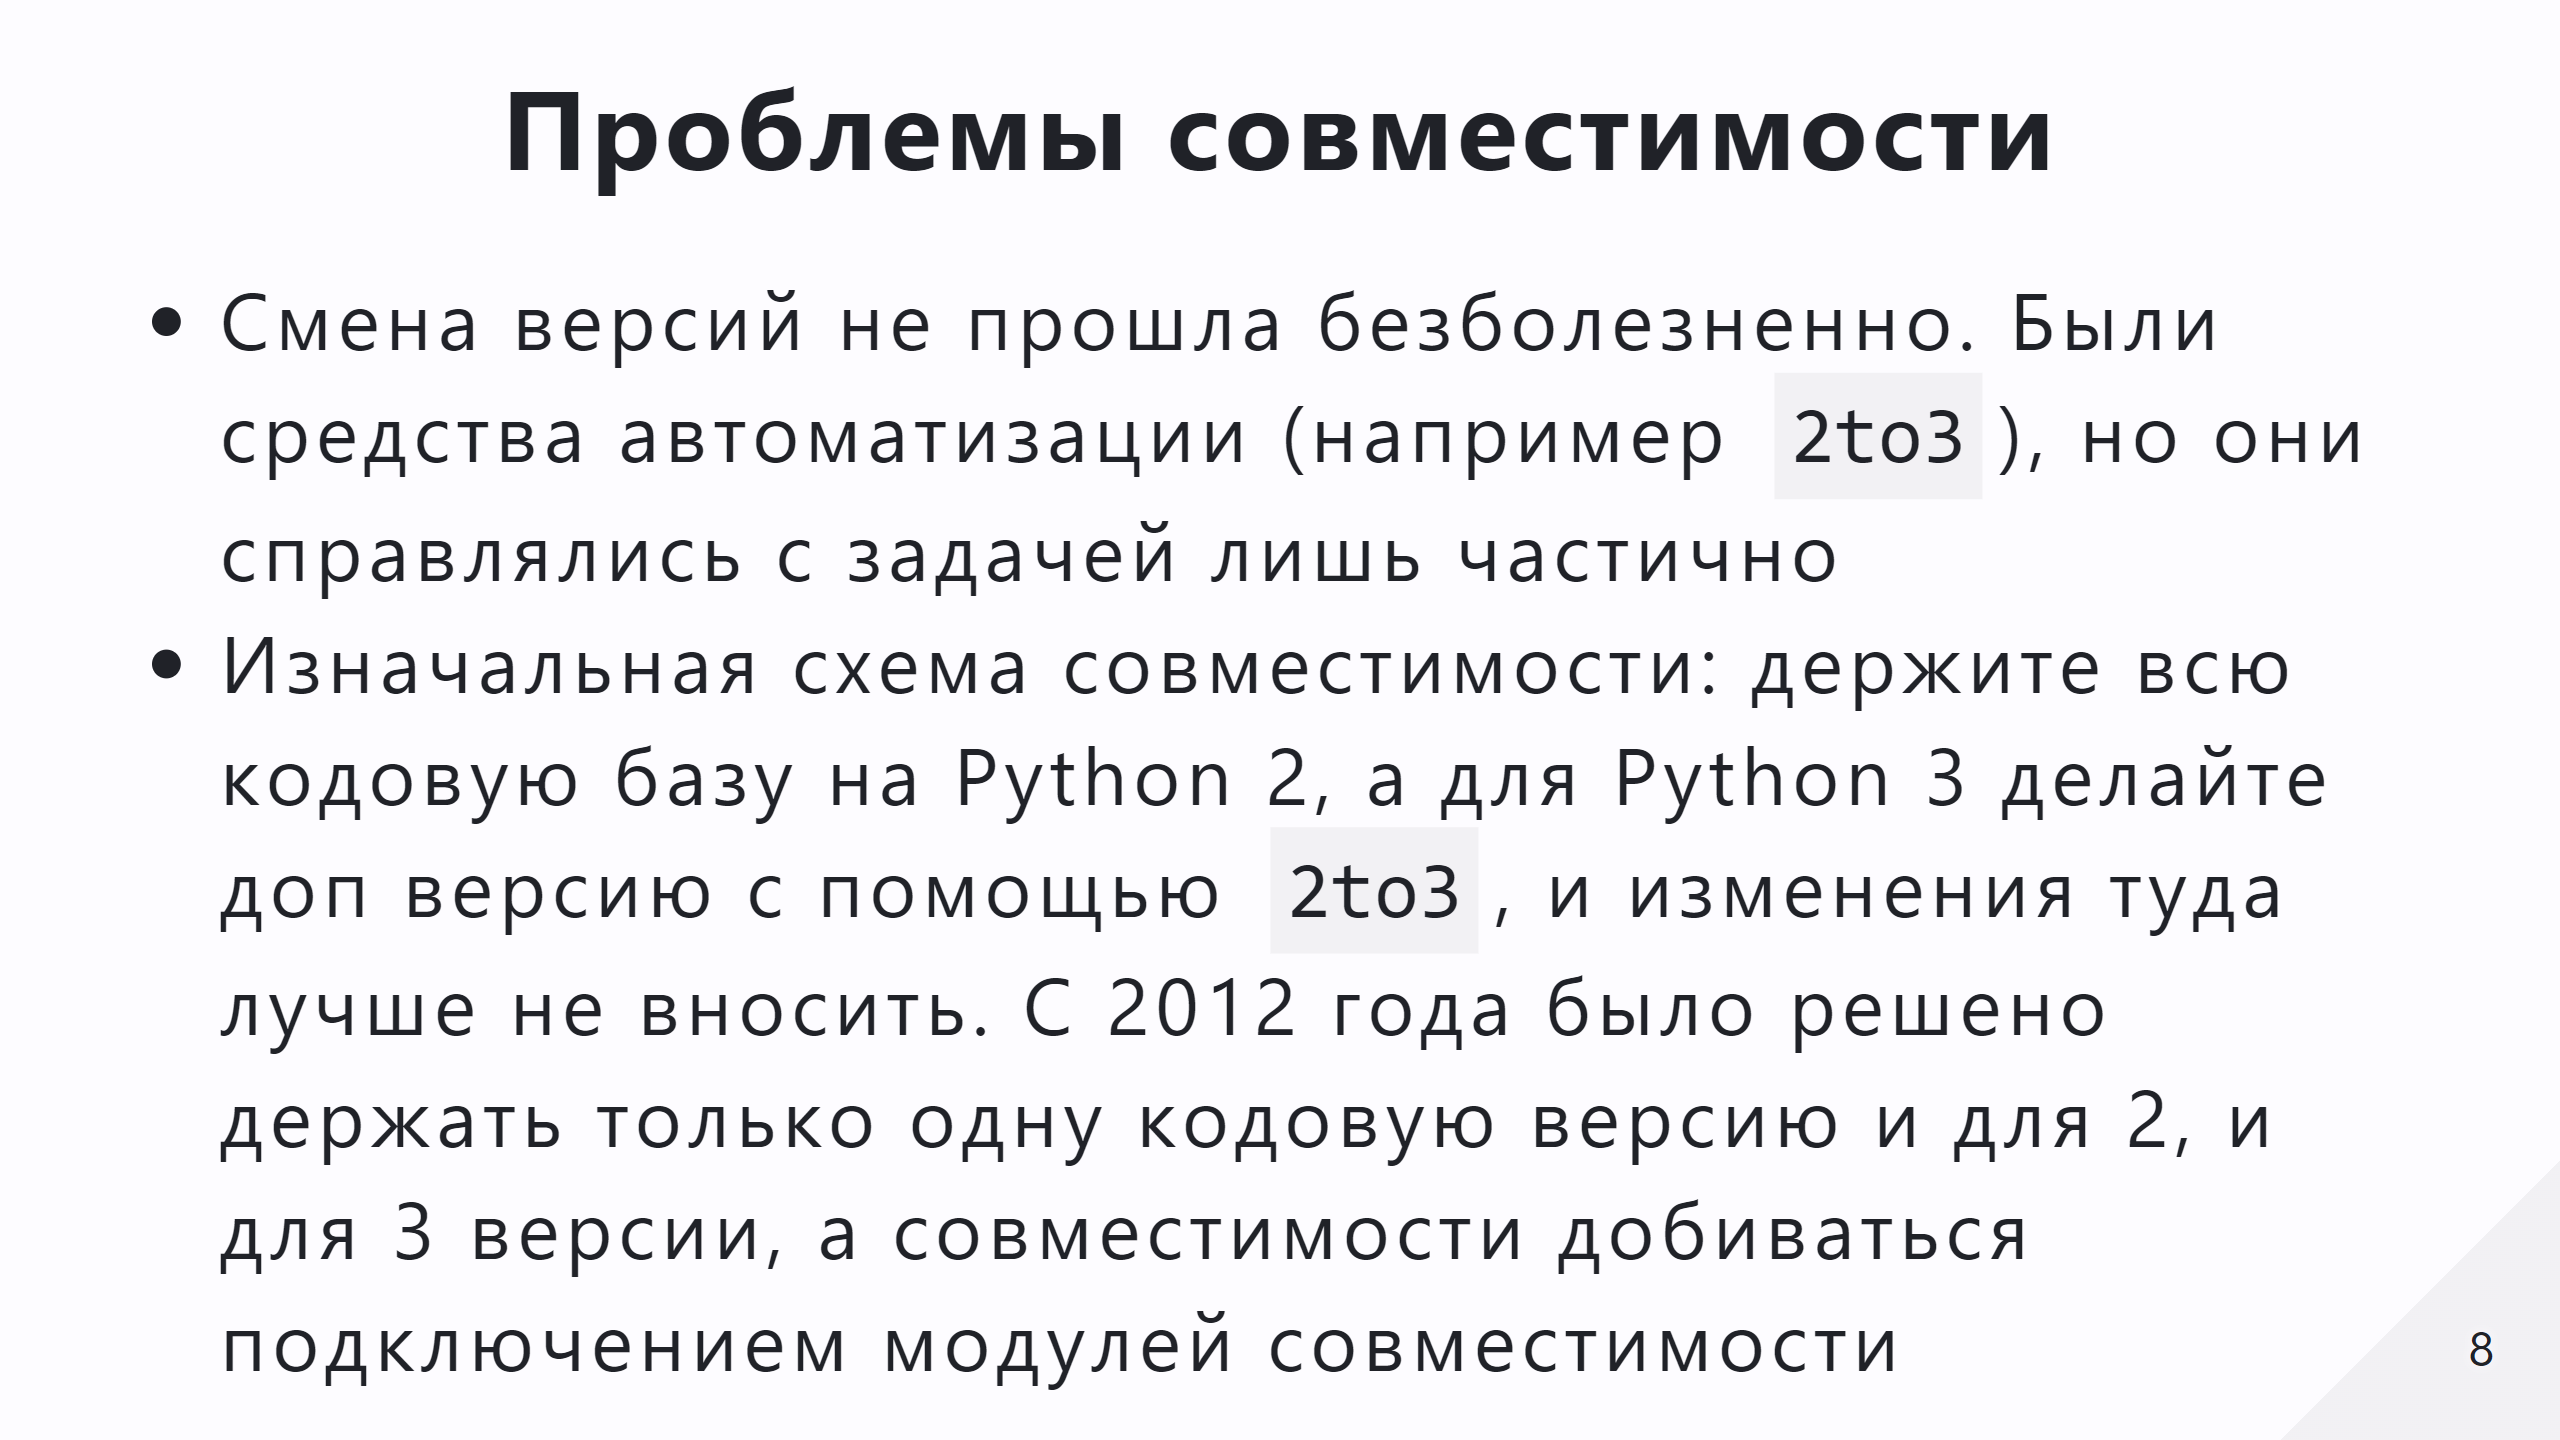 Проблемы совместимости
• Смена версий не прошла безболезненно. Были
средства автоматизации (например 2to3), но они
справлялись с задачей лишь частично
• Изначальная схема совместимости: держите всю
кодовую базу на Python 2, а для Python 3 делайте
доп версию с помощью 2to3, и изменения туда
лучше не вносить. С 2012 года было решено
держать только одну кодовую версию и для 2, и
для 3 версии, а совместимости добиваться
подключением модулей совместимости
8